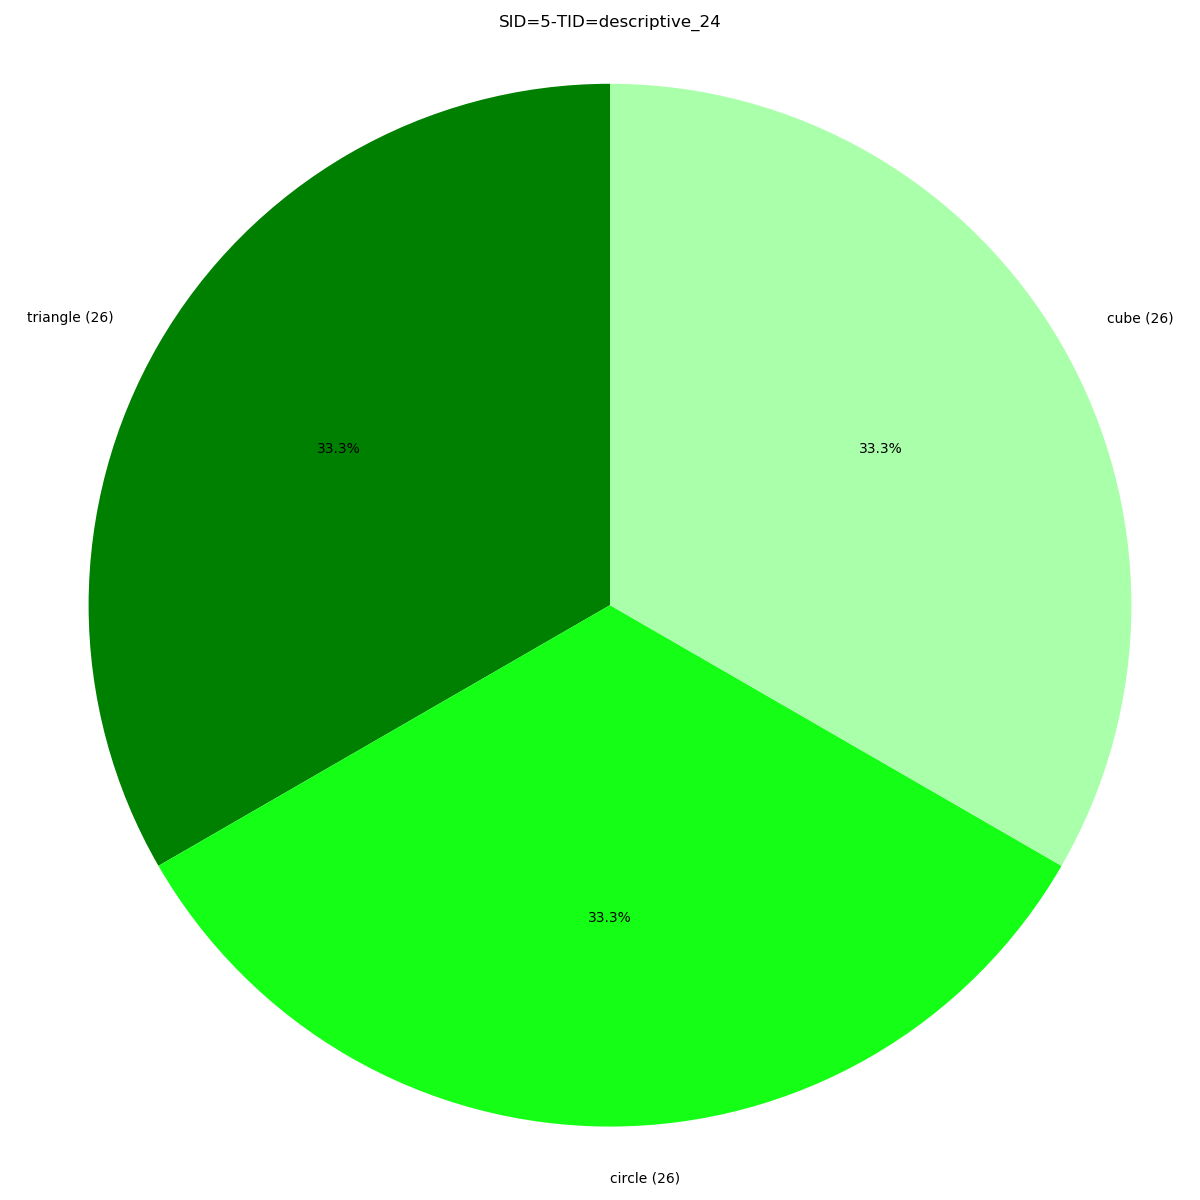 SID=5-TID=descriptive_24
triangle (26)
cube (26)
33.3%
33.3%
33.3%
circle (26)